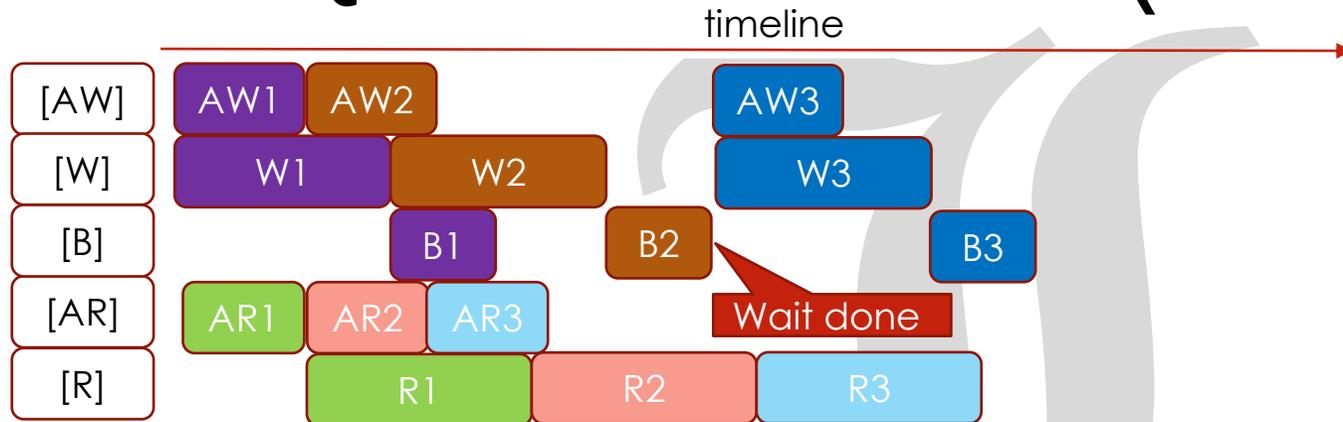 timeline
[AW] AW1 AW2 AW3
[W] W1 W2 W3
[B] B1 B2 B3
Wait done
[AR] AR1 AR2 AR3
[R] R1 R2 R3